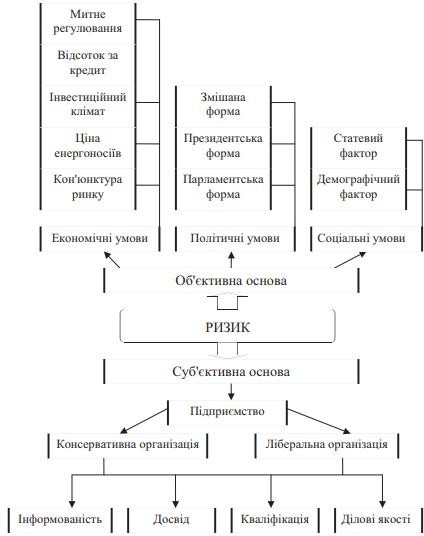 Митне
регулювання
Відсоток за
кредит
Інвестиційний
клімат
Ціна
енергоносіїв
Кон'юнктура
ринку
Змішана
форма
Президентська
форма
Парламентська
форма
Статевий
фактор
Демографічний
фактор
Економічні умови
Політичні умови
Соціальні умови
Об'єктивна основа
РИЗИК
Суб'єктивна основа
Підприємство
Консервативна організація
Ліберальна організація
Інформованість
Досвід
Кваліфікація
Ділові якості